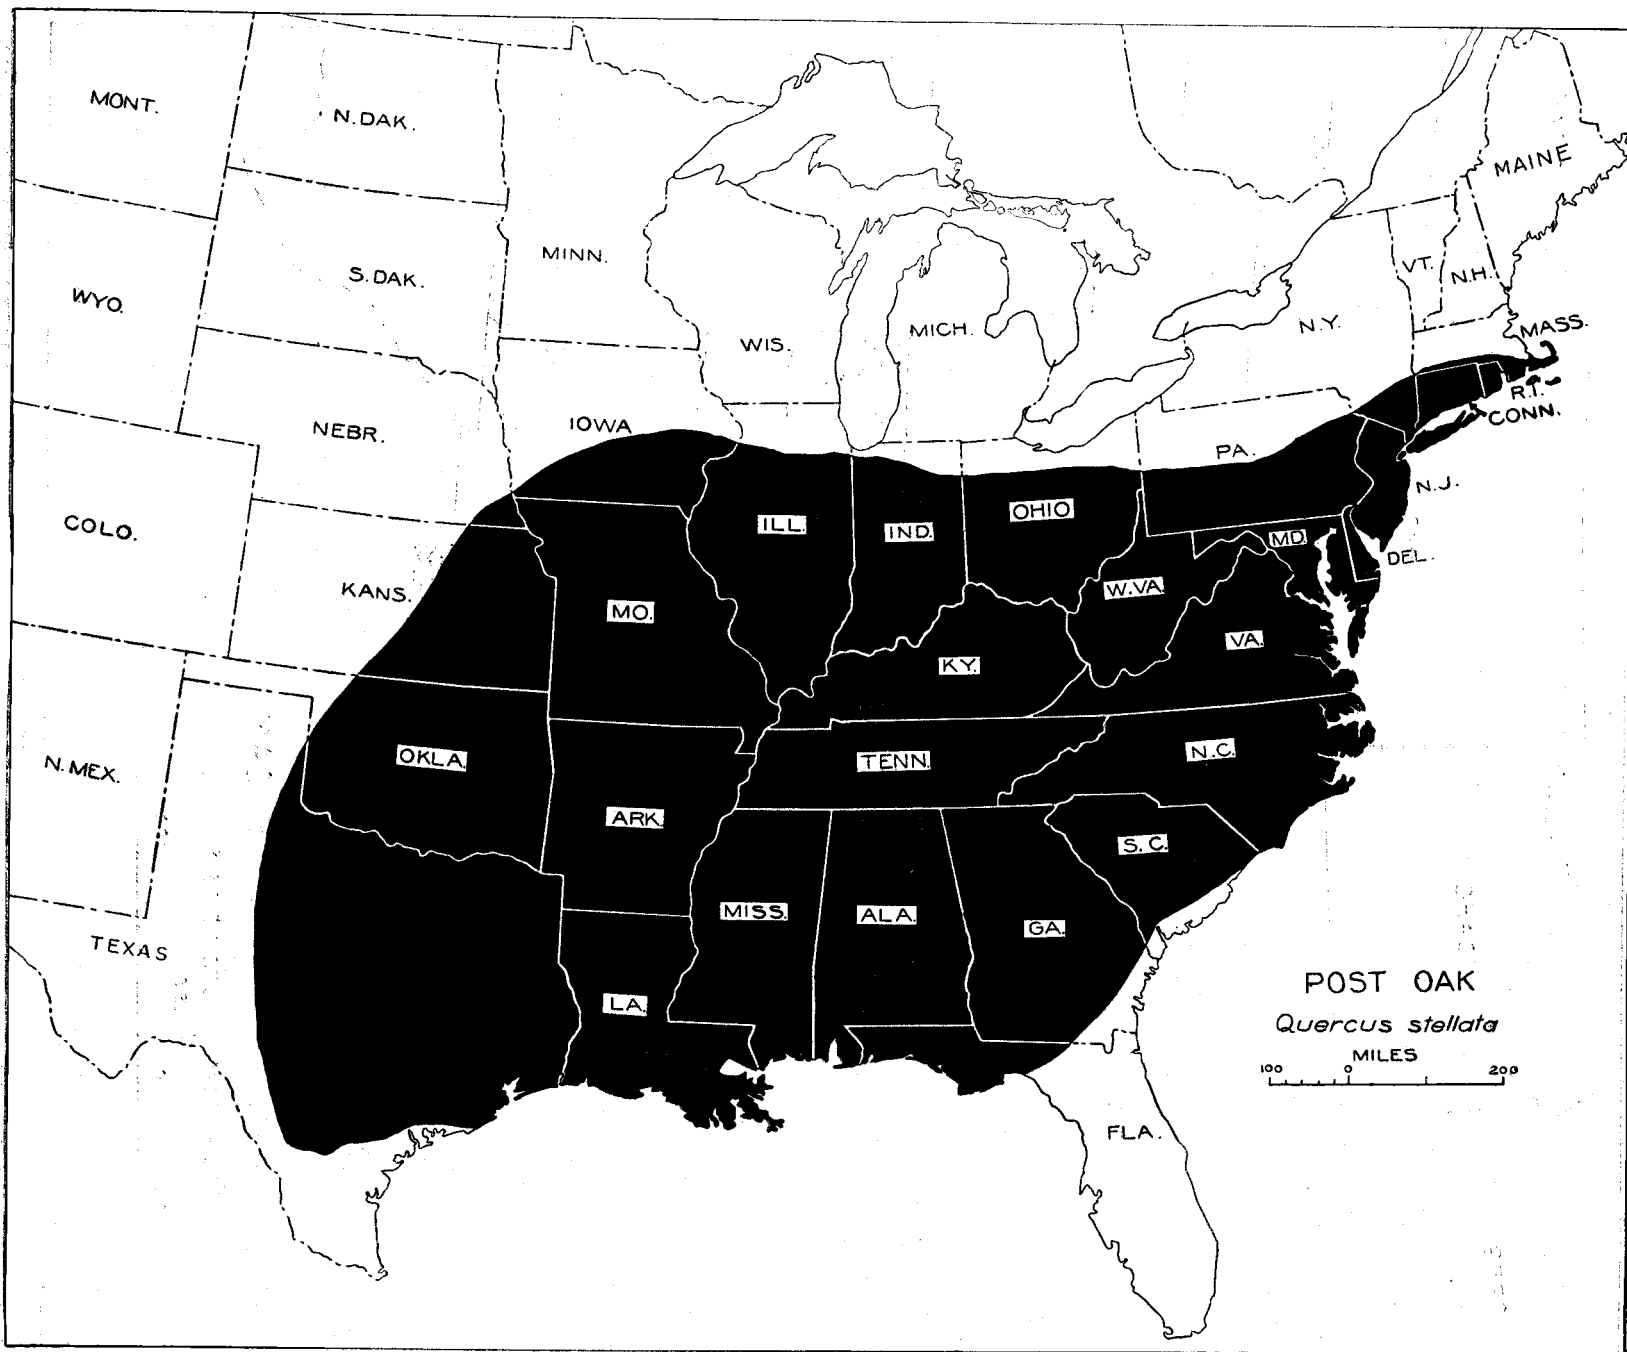 MONT.
N.DAK.
MAINE
MINN.
S.DAK.
VT.
N.H.
WYO.
WIS.
MICH.
N.Y.
MASS.
R.I.
CONN.
NEBR.
IOWA
PA.
N.J.
COLO.
ILL.
IND.
OHIO
MD.
DEL.
KANS.
MO.
W.VA.
VA.
KY.
N.MEX.
OKLA.
TENN.
N.C.
ARK.
S.C.
TEXAS
MISS.
ALA.
GA.
LA.
FLA.
POST OAK
Quercus stellata
MILES
100 0 200